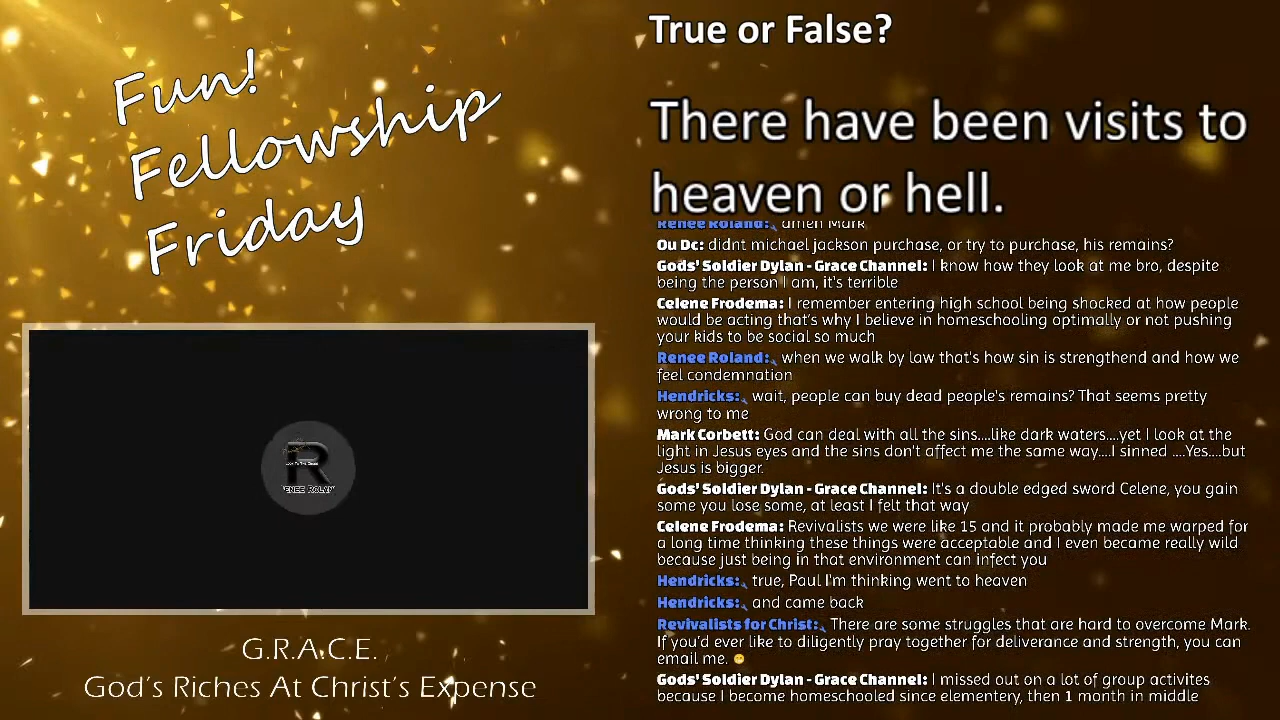 Fun!
Fellowship
Friday
RENEE ROLAN
G.R.A.C.E.
God's Riches At Christ's Expense
True or False?
There have been visits to
heaven or hell.
Renee Roland: amen Mark
Ou Dc: didnt michael jackson purchase, or try to purchase, his remains?
Gods' Soldier Dylan - Grace Channel: I know how they look at me bro, despite
being the person I am, it's terrible
Celene Frodema: I remember entering high school being shocked at how people
would be acting that's why I believe in homeschooling optimally or not pushing
your kids to be social so much
Renee Roland: when we walk by law that's how sin is strengthend and how we
feel condemnation
Hendricks: wait, people can buy dead people's remains? That seems pretty
wrong to me
Mark Corbett: God can deal with all the sins....like dark waters....yet I look at the
light in Jesus eyes and the sins don't affect me the same way....I sinned ....Yes....but
Jesus is bigger.
Gods' Soldier Dylan - Grace Channel: It's a double edged sword Celene, you gain
some you lose some, at least I felt that way
Celene Frodema: Revivalists we were like 15 and it probably made me warped for
a long time thinking these things were acceptable and I even became really wild
because just being in that environment can infect you
Hendricks: true, Paul I'm thinking went to heaven
Hendricks: and came back
Revivalists for Christ: There are some struggles that are hard to overcome Mark.
If you'd ever like to diligently pray together for deliverance and strength, you can
email me. 😁
Gods' Soldier Dylan - Grace Channel: I missed out on a lot of group activites
because I become homeschooled since elementery, then 1 month in middle